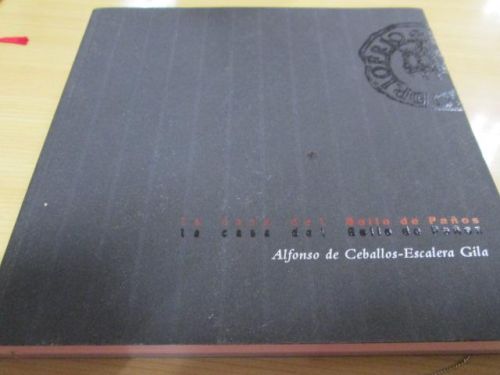 la casa del Sello de Paños
la casa del Sello de Paños
Alfonso de Ceballos-Escalera Gila